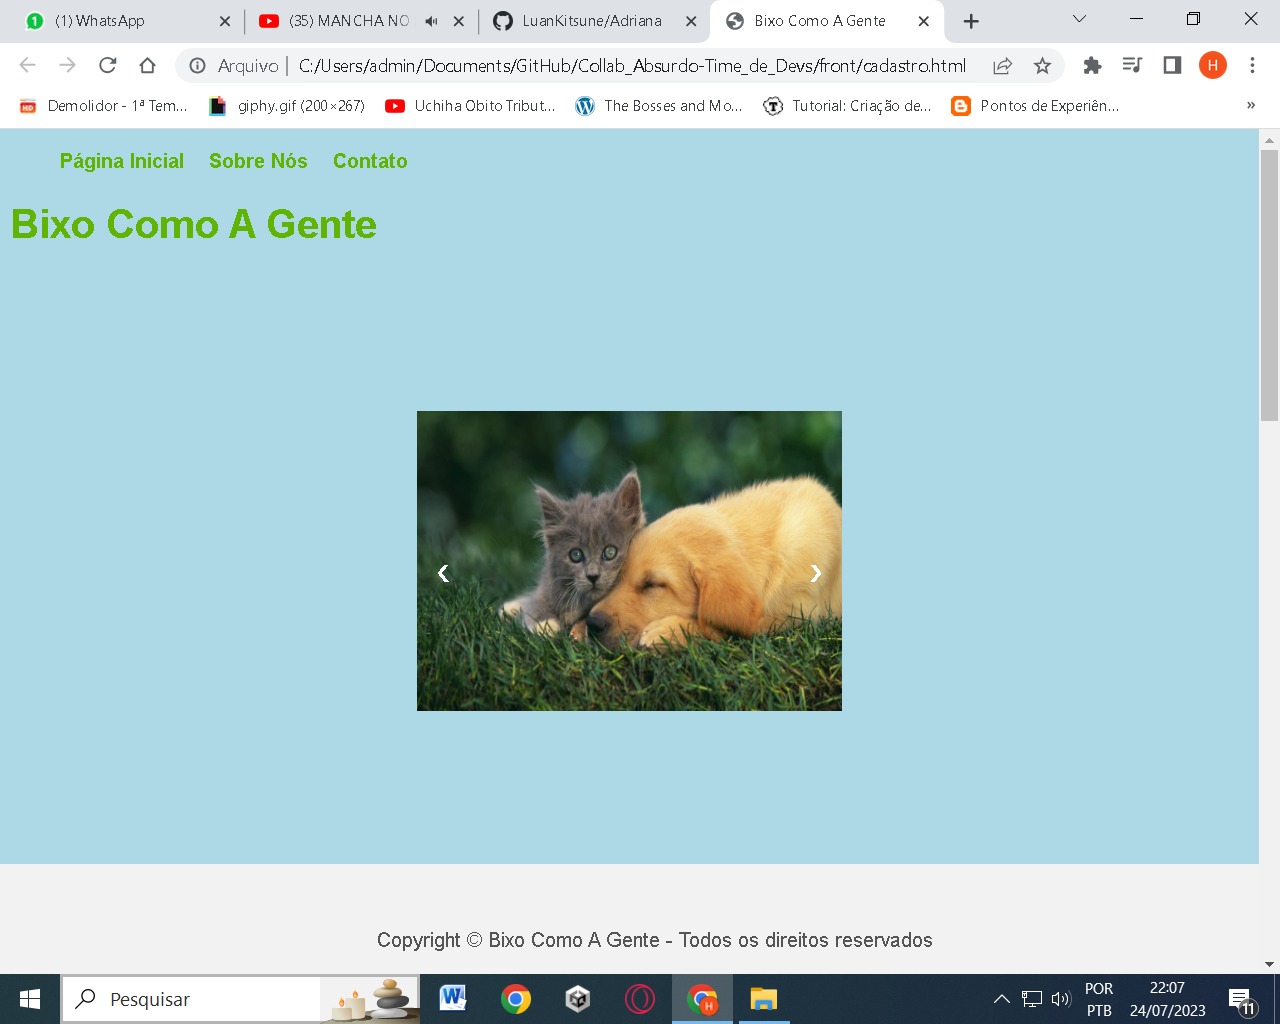 (1) WhatsApp
(35) MANCHA NO
LuanKitsune/Adriana
Bixo Como A Gente
Arquivo | C:/Users/admin/Documents/GitHub/Collab_Absurdo-Time_de_Devs/front/cadastro.html
H
Demolidor - 1ª Tem...
giphy.gif (200×267)
Uchiha Obito Tribut...
The Bosses and Mo...
Tutorial: Criação de...
Pontos de Experiên...
»
Página Inicial Sobre Nós Contato
Bixo Como A Gente
❮ ❯
Copyright © Bixo Como A Gente - Todos os direitos reservados
Pesquisar
POR
PTB
22:07
24/07/2023
11